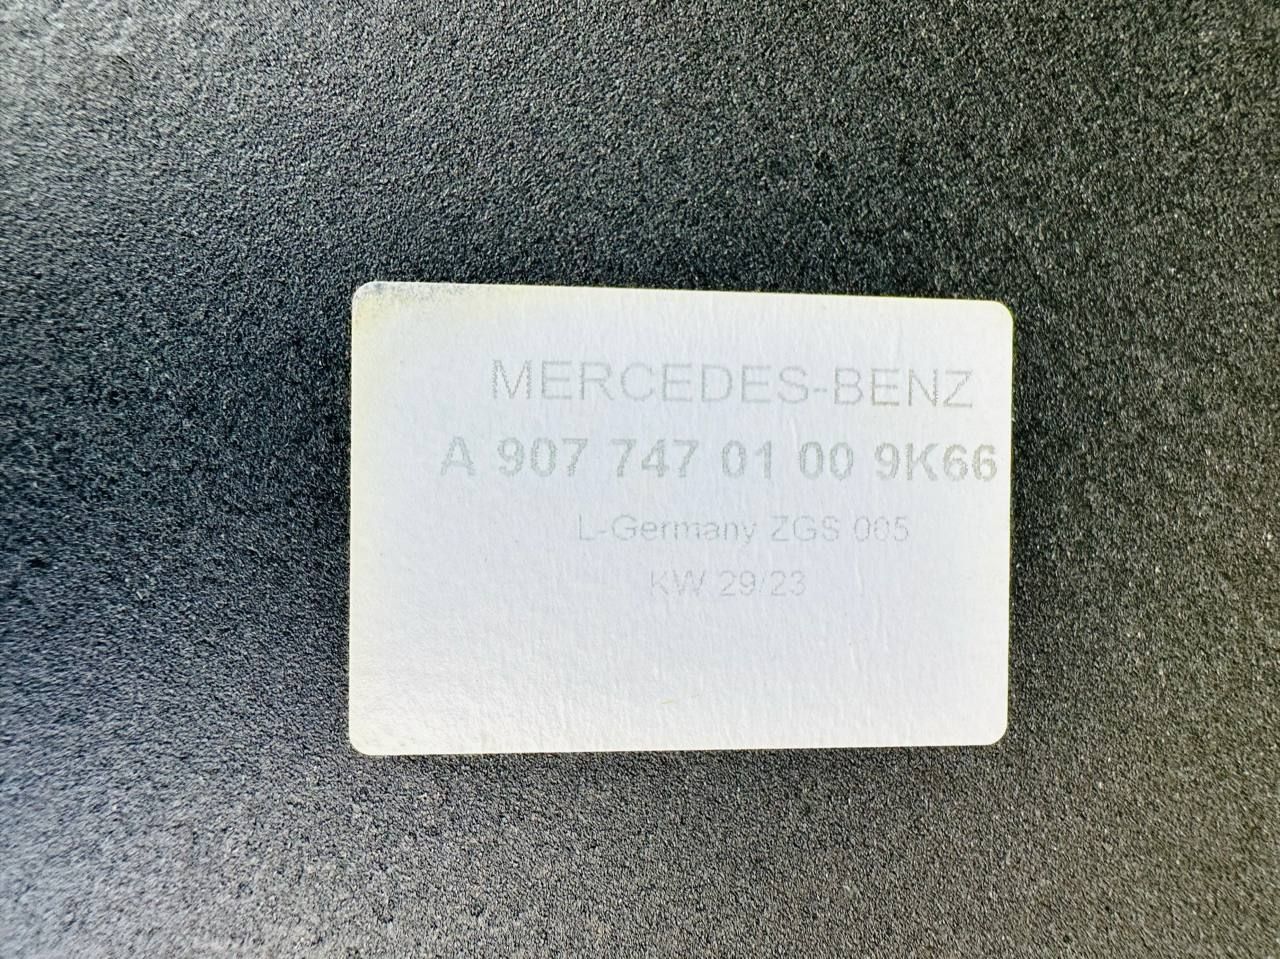 MERCEDES-BENZ
A 907 747 01 00 9K66
L-Germany ZGS 005
KW 29/23